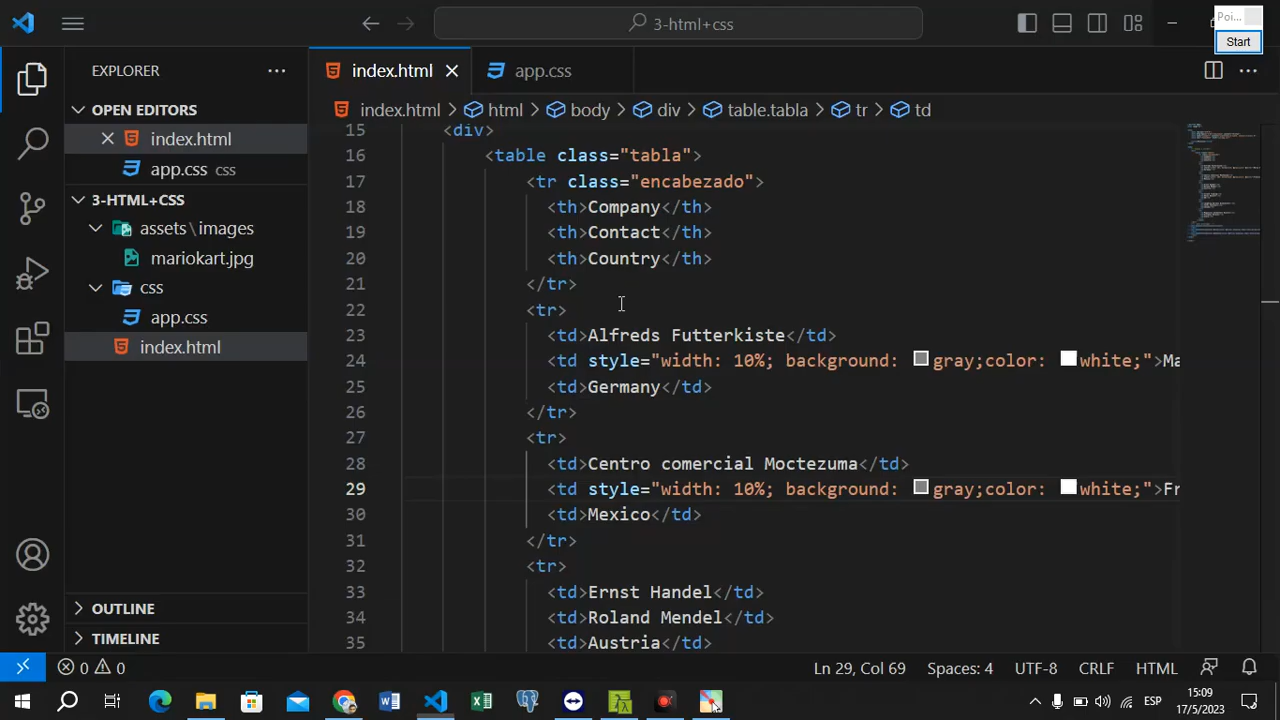 3-html+css
Poi...
Start
EXPLORER
index.html
app.css
OPEN EDITORS
index.html
app.css css
3-HTML+CSS
assets\images
mariokart.jpg
css
app.css
index.html
OUTLINE
TIMELINE
index.html > html > body > div > table.tabla > tr > td
15 <div>
16 <table class="tabla">
17 <tr class="encabezado">
18 <th>Company</th>
19 <th>Contact</th>
20 <th>Country</th>
21 </tr>
22 <tr>
23 <td>Alfreds Futterkiste</td>
24 <td style="width: 10%; background: gray;color: white;">Ma
25 <td>Germany</td>
26 </tr>
27 <tr>
28 <td>Centro comercial Moctezuma</td>
29 <td style="width: 10%; background: gray;color: white;">Fr
30 <td>Mexico</td>
31 </tr>
32 <tr>
33 <td>Ernst Handel</td>
34 <td>Roland Mendel</td>
35 <td>Austria</td>
0 0 Ln 29, Col 69 Spaces: 4 UTF-8 CRLF HTML
ESP
15:09
17/5/2023